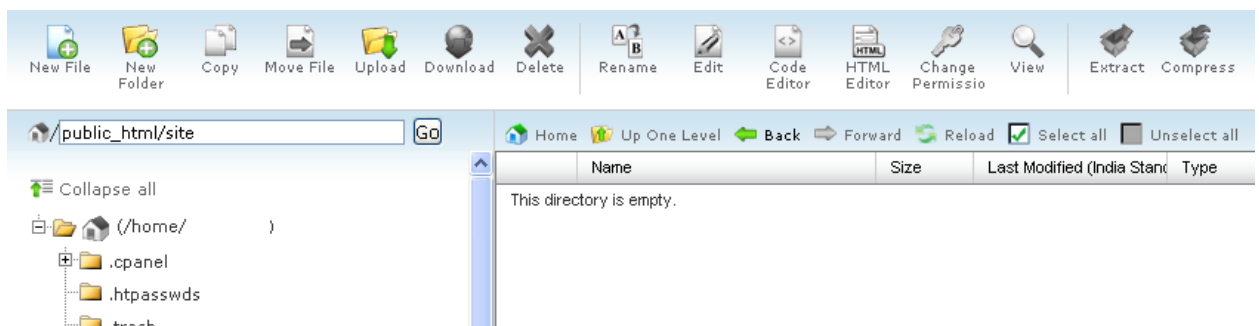 New File New Folder Copy Move File Upload Download Delete Rename Edit Code Editor HTML Editor Change Permissio View Extract Compress
/public_html/site Go
Home Up One Level Back Forward Reload Select all Unselect all
Name Size Last Modified (India Stand Type
This directory is empty.
Collapse all
(/home/ )
.cpanel
.htpasswds
.trash